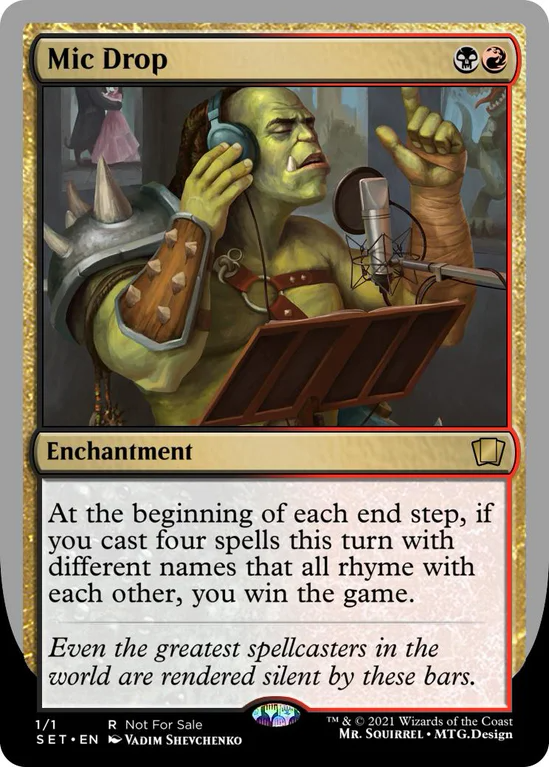 Mic Drop
Enchantment
At the beginning of each end step, if
you cast four spells this turn with
different names that all rhyme with
each other, you win the game.
Even the greatest spellcasters in the
world are rendered silent by these bars.
1/1 R Not For Sale
SET • EN Vadim Shevchenko
™ & © 2021 Wizards of the Coast
Mr. Squirrel • MTG.Design